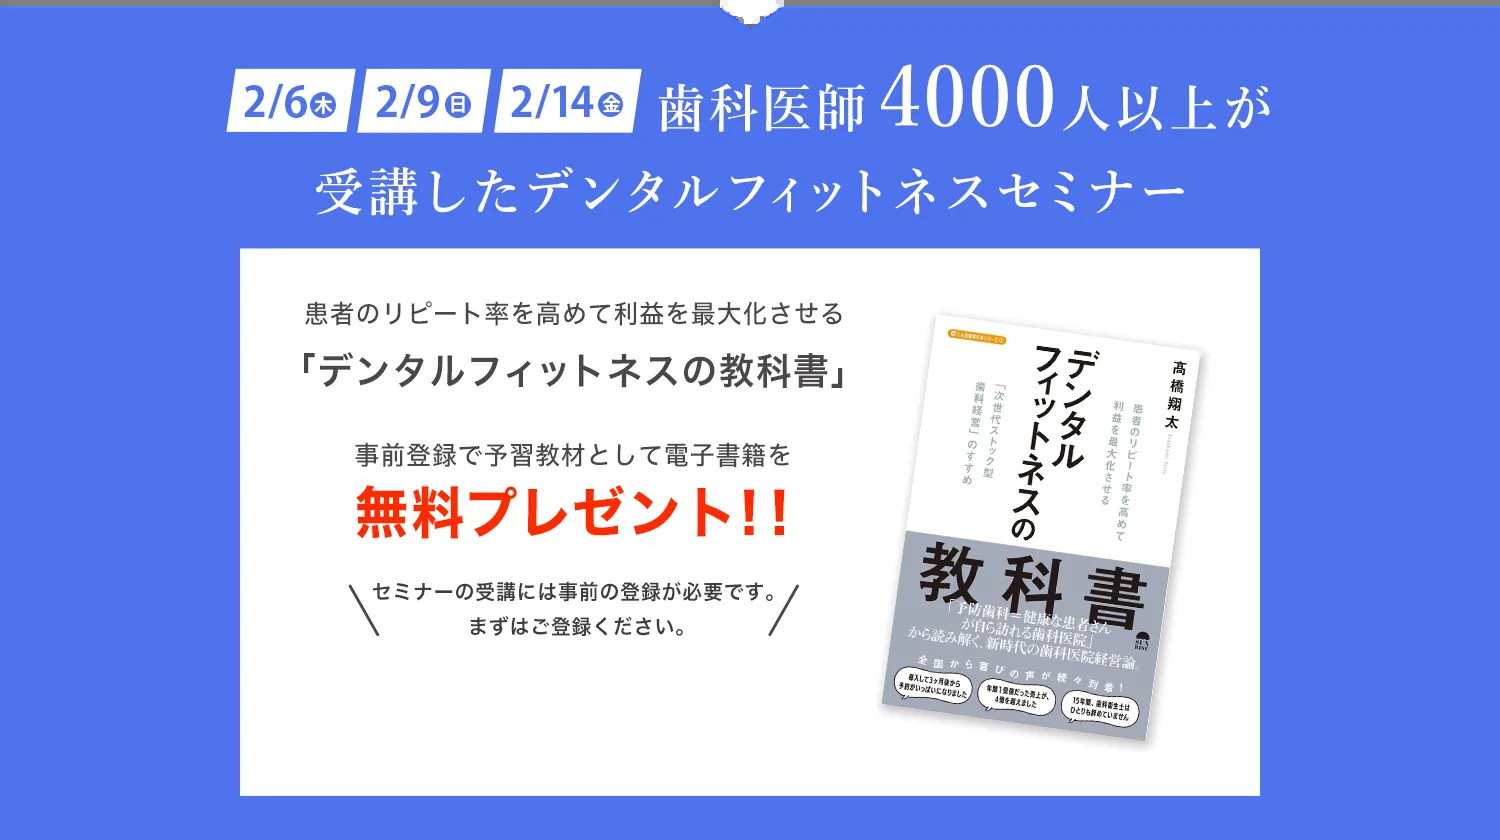 2/6木 2/9日 2/14金 歯科医師4000人以上が
受講したデンタルフィットネスセミナー
患者のリピート率を高めて利益を最大化させる
「デンタルフィットネスの教科書」
事前登録で予習教材として電子書籍を
無料プレゼント!!
セミナーの受講には事前の登録が必要です。
まずはご登録ください。
髙橋翔太
患者のリピート率を高めて
利益を最大化させる
デンタル
フィットネスの
「次世代ストック型
歯科経営」のすすめ
教科書
「予防歯科=健康な患者さん
が自ら訪れる歯科医院」
から読み解く、新時代の歯科医院経営論。
SUN
RISE
全国から喜びの声が続々到着!
導入して3ヶ月後から
予約がいっぱいになりました
年間1億強だった売上が、
4億を超えました
15年間、歯科衛生士は
ひとりも辞めていません